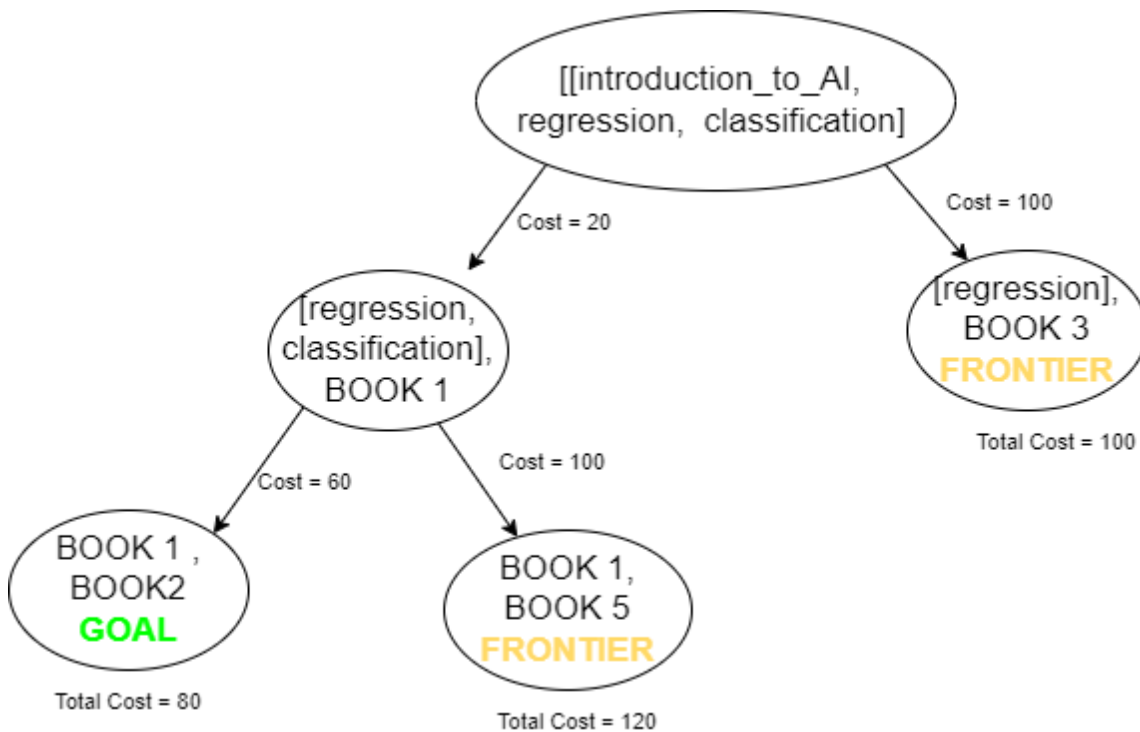 [[introduction_to_AI,
regression, classification]
Cost = 20
Cost = 100
[regression,
classification],
BOOK 1
[regression],
BOOK 3
FRONTIER
Total Cost = 100
Cost = 60
Cost = 100
BOOK 1 ,
BOOK2
GOAL
Total Cost = 80
BOOK 1,
BOOK 5
FRONTIER
Total Cost = 120